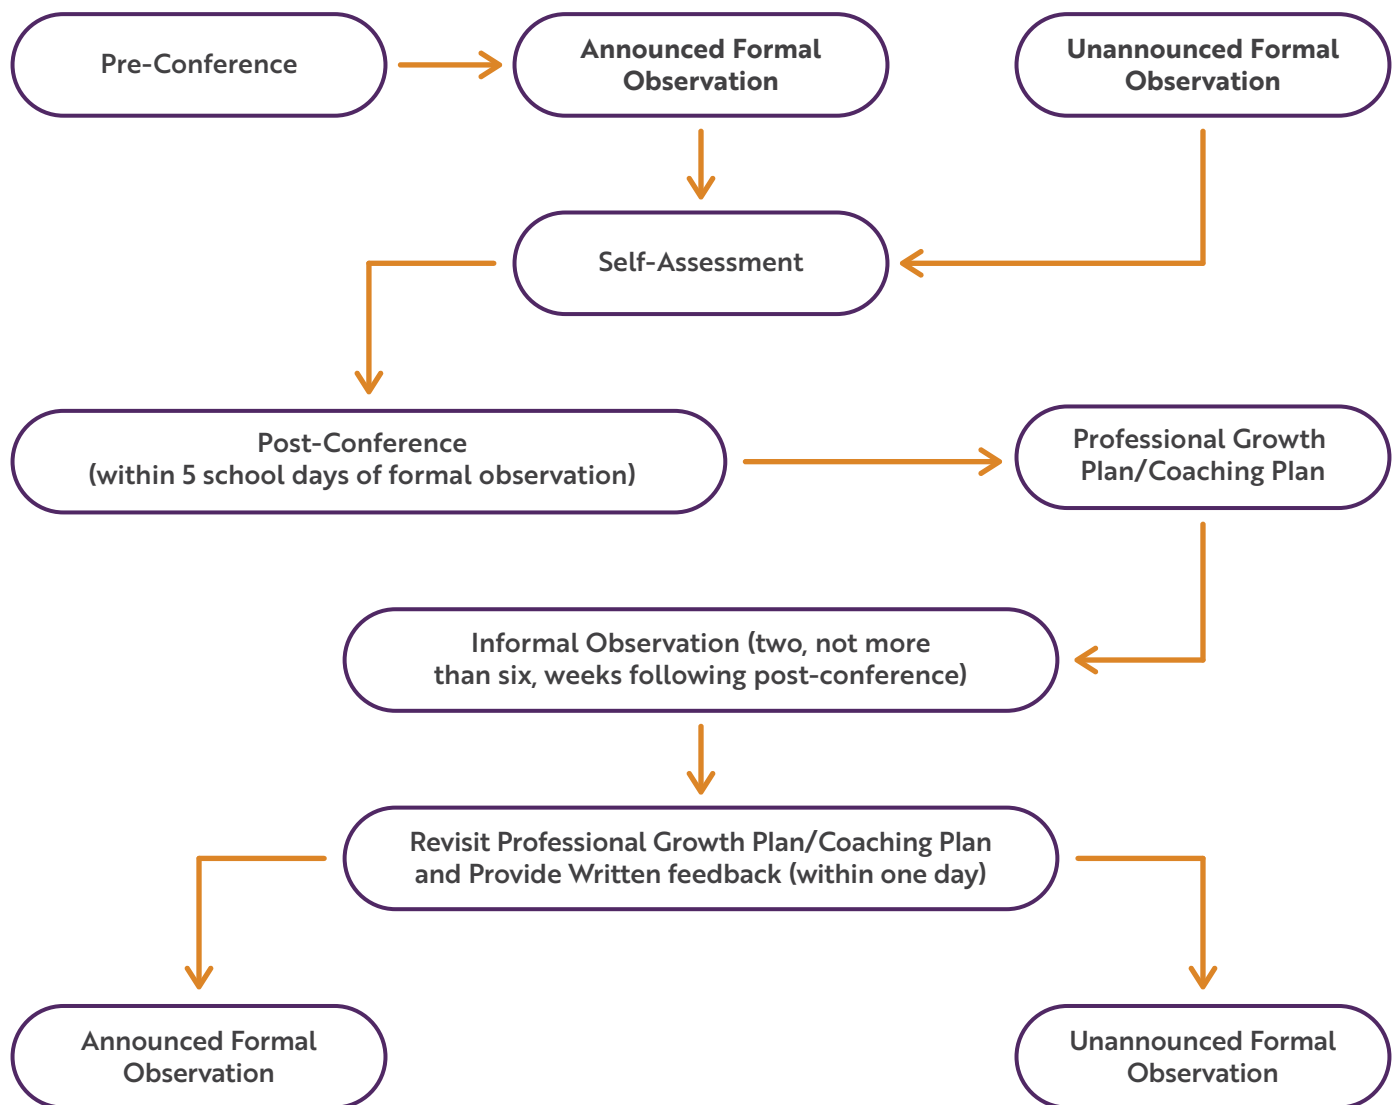 Pre-Conference
Announced Formal
Observation
Unannounced Formal
Observation
Self-Assessment
Post-Conference
(within 5 school days of formal observation)
Professional Growth
Plan/Coaching Plan
Informal Observation (two, not more
than six, weeks following post-conference)
Revisit Professional Growth Plan/Coaching Plan
and Provide Written feedback (within one day)
Announced Formal
Observation
Unannounced Formal
Observation